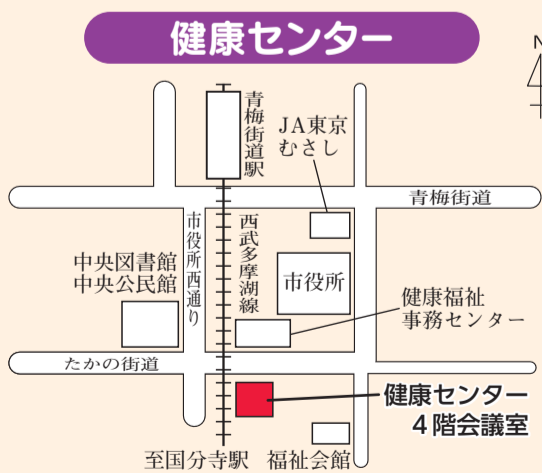 健康センター
N
青梅街道駅
JA東京
むさし
青梅街道
市役所西通り
西武多摩湖線
中央図書館
中央公民館
市役所
健康福祉
事務センター
たかの街道
健康センター
4階会議室
至国分寺駅
福祉会館